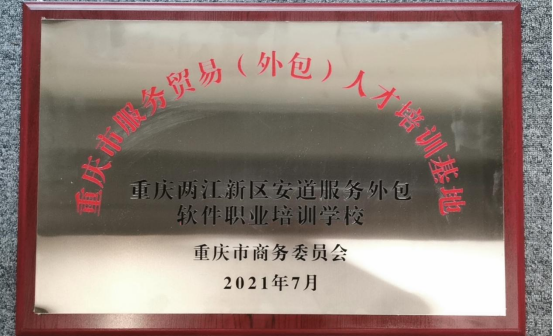 重庆市服务贸易（外包）人才培训基地
重庆两江新区安道服务外包
软件职业培训学校
重庆市商务委员会
2021年7月